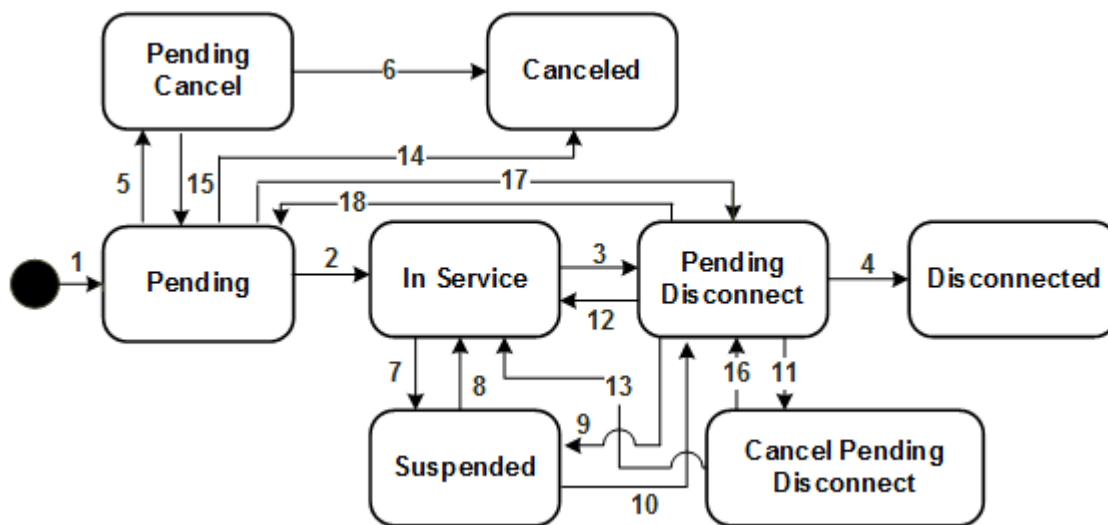 Pending
Cancel
6
Canceled
5
15
14
17
18
1
Pending
2
In Service
3
12
Pending
Disconnect
4
Disconnected
7
8
13
16
11
9
Suspended
10
Cancel Pending
Disconnect